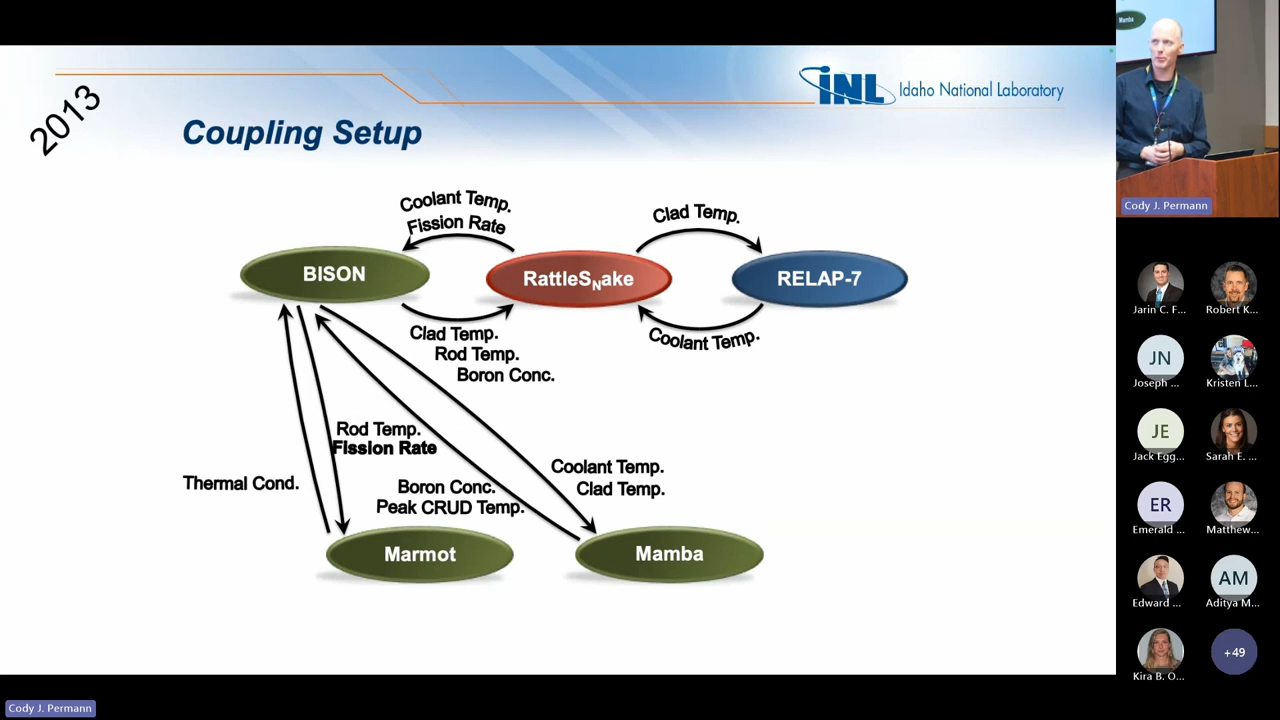 2013
INL Idaho National Laboratory
Coupling Setup
Coolant Temp.
Fission Rate
Clad Temp.
BISON
RattleSNake
RELAP-7
Clad Temp.
Rod Temp.
Boron Conc.
Coolant Temp.
Rod Temp.
Fission Rate
Thermal Cond.
Boron Conc.
Peak CRUD Temp.
Coolant Temp.
Clad Temp.
Marmot
Mamba
Mamba
Cody J. Permann
Jarin C. F...
Robert K...
JN
Joseph ...
Kristen L...
JE
Jack Egg...
Sarah E. ...
ER
Emerald ...
Matthew...
Edward ...
AM
Aditya M...
Kira B. O...
+49
Cody J. Permann